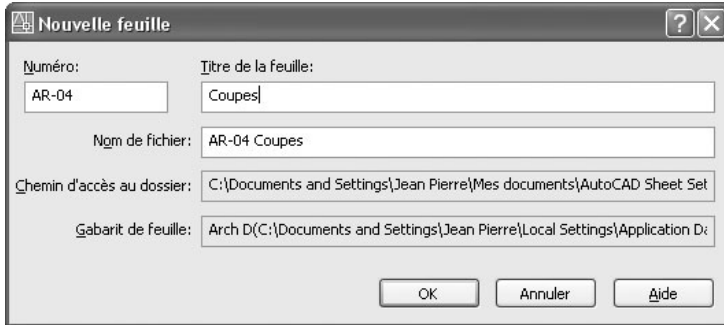 Nouvelle feuille
Numéro: Titre de la feuille:
AR-04 Coupes
Nom de fichier: AR-04 Coupes
Chemin d'accès au dossier: C:\Documents and Settings\Jean Pierre\Mes documents\AutoCAD Sheet Set
Gabarit de feuille: Arch D(C:\Documents and Settings\Jean Pierre\Local Settings\Application Da
OK Annuler Aide